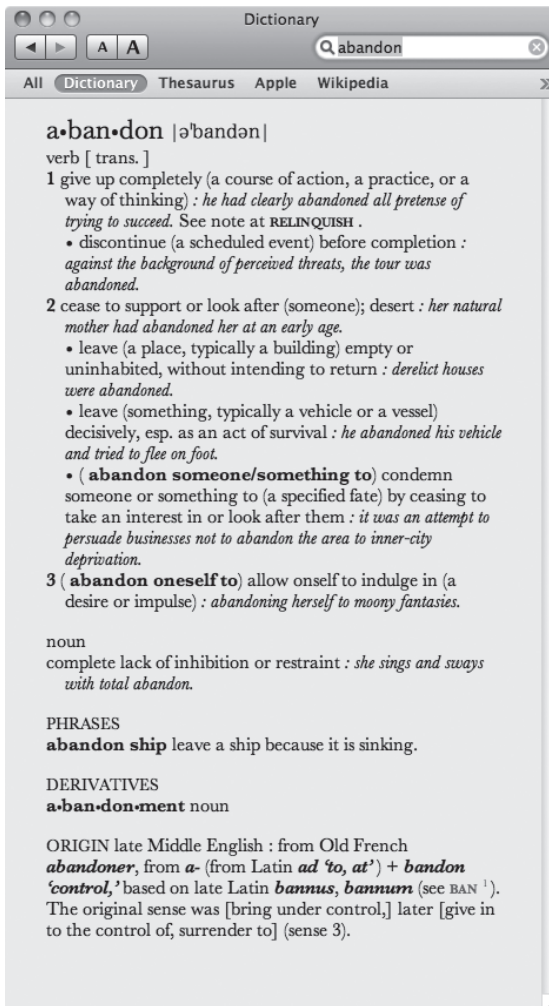 Dictionary
A A abandon
All Dictionary Thesaurus Apple Wikipedia »
a•ban•don |əˈbandən|
verb [ trans. ]
1 give up completely (a course of action, a practice, or a
way of thinking) : he had clearly abandoned all pretense of
trying to succeed. See note at RELINQUISH .
• discontinue (a scheduled event) before completion :
against the background of perceived threats, the tour was
abandoned.
2 cease to support or look after (someone); desert : her natural
mother had abandoned her at an early age.
• leave (a place, typically a building) empty or
uninhabited, without intending to return : derelict houses
were abandoned.
• leave (something, typically a vehicle or a vessel)
decisively, esp. as an act of survival : he abandoned his vehicle
and tried to flee on foot.
• ( abandon someone/something to) condemn
someone or something to (a specified fate) by ceasing to
take an interest in or look after them : it was an attempt to
persuade businesses not to abandon the area to inner-city
deprivation.
3 ( abandon oneself to) allow onself to indulge in (a
desire or impulse) : abandoning herself to moony fantasies.
noun
complete lack of inhibition or restraint : she sings and sways
with total abandon.
PHRASES
abandon ship leave a ship because it is sinking.
DERIVATIVES
a•ban•don•ment noun
ORIGIN late Middle English : from Old French
abandoner, from a- (from Latin ad ‘to, at’ ) + bandon
‘control,’ based on late Latin bannus, bannum (see BAN ¹ ).
The original sense was [bring under control,] later [give in
to the control of, surrender to] (sense 3).